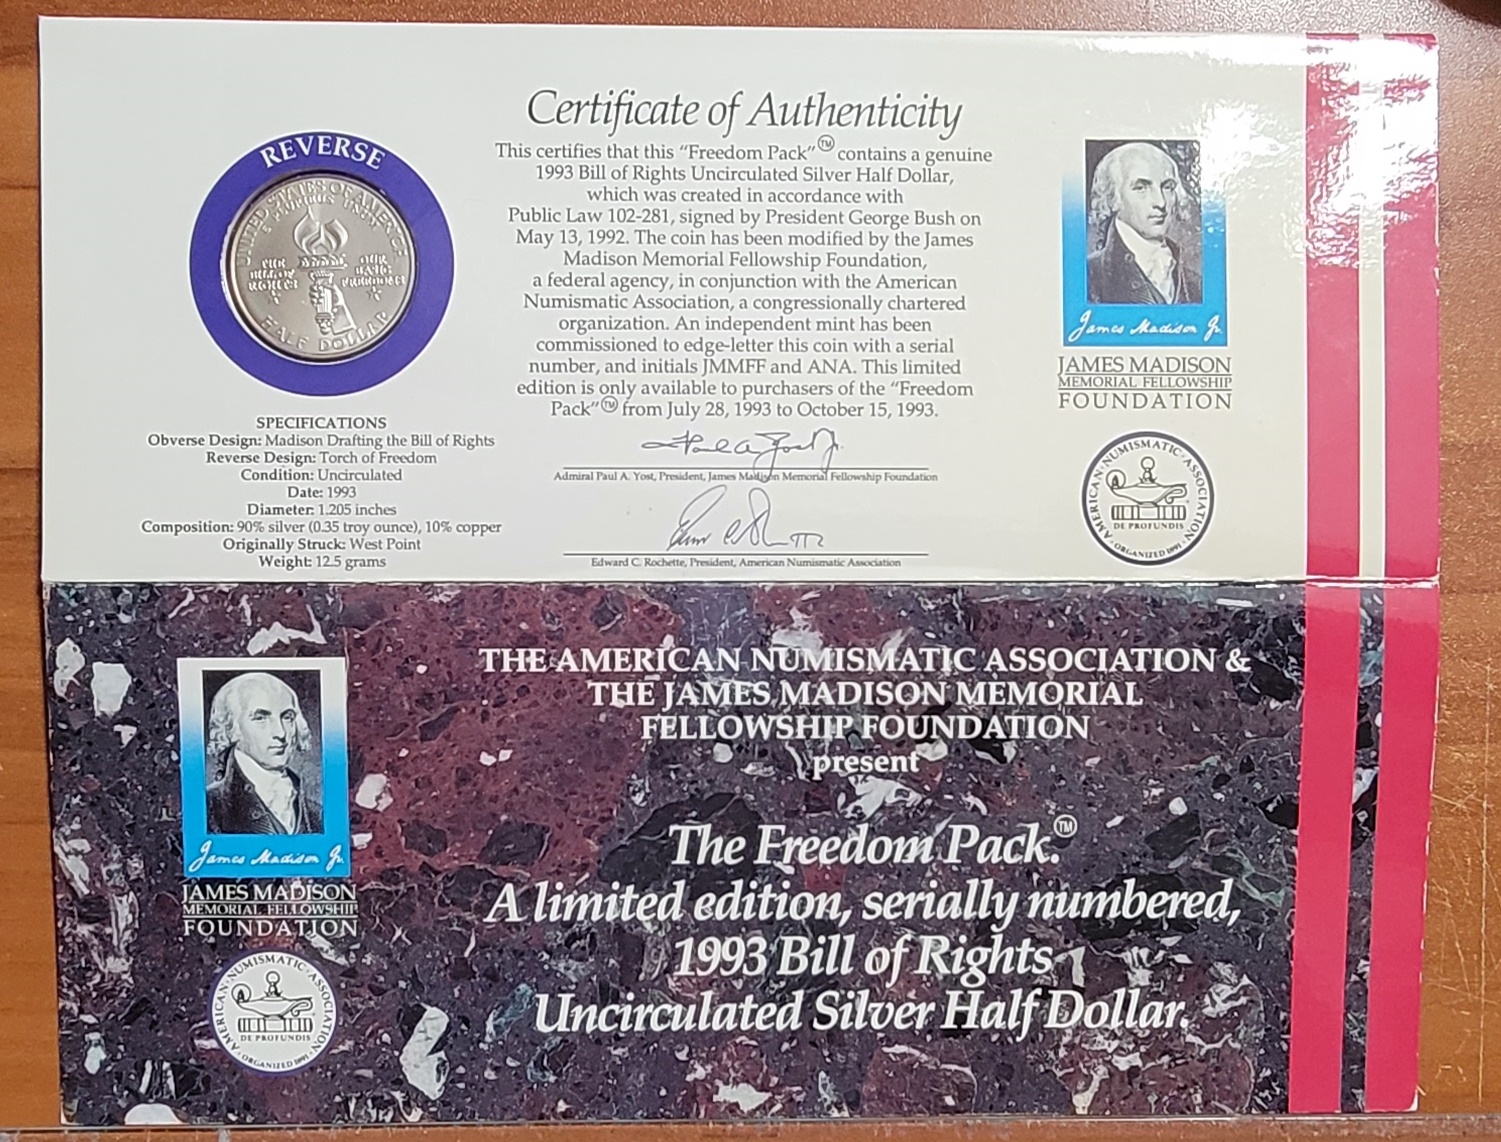 REVERSE
UNITED STATES OF AMERICA
E PLURIBUS UNUM
OUR
BILL OF
RIGHTS
OUR
BASIC
FREEDOMS
HALF DOLLAR
SPECIFICATIONS
Obverse Design: Madison Drafting the Bill of Rights
Reverse Design: Torch of Freedom
Condition: Uncirculated
Date: 1993
Diameter: 1.205 inches
Composition: 90% silver (0.35 troy ounce), 10% copper
Originally Struck: West Point
Weight: 12.5 grams
Certificate of Authenticity
This certifies that this “Freedom Pack”™ contains a genuine
1993 Bill of Rights Uncirculated Silver Half Dollar,
which was created in accordance with
Public Law 102-281, signed by President George Bush on
May 13, 1992. The coin has been modified by the James
Madison Memorial Fellowship Foundation,
a federal agency, in conjunction with the American
Numismatic Association, a congressionally chartered
organization. An independent mint has been
commissioned to edge-letter this coin with a serial
number, and initials JMMFF and ANA. This limited
edition is only available to purchasers of the “Freedom
Pack”™ from July 28, 1993 to October 15, 1993.
Admiral Paul A. Yost, President, James Madison Memorial Fellowship Foundation
Edward C. Rochette, President, American Numismatic Association
James Madison Jr.
JAMES MADISON
MEMORIAL FELLOWSHIP
FOUNDATION
AMERICAN · NUMISMATIC · ASSOCIATION
DE PROFUNDIS
· ORGANIZED 1891 ·
James Madison Jr.
JAMES MADISON
MEMORIAL FELLOWSHIP
FOUNDATION
AMERICAN · NUMISMATIC · ASSOCIATION
DE PROFUNDIS
· ORGANIZED 1891 ·
THE AMERICAN NUMISMATIC ASSOCIATION &
THE JAMES MADISON MEMORIAL
FELLOWSHIP FOUNDATION
present
The Freedom Pack.™
A limited edition, serially numbered,
1993 Bill of Rights
Uncirculated Silver Half Dollar.